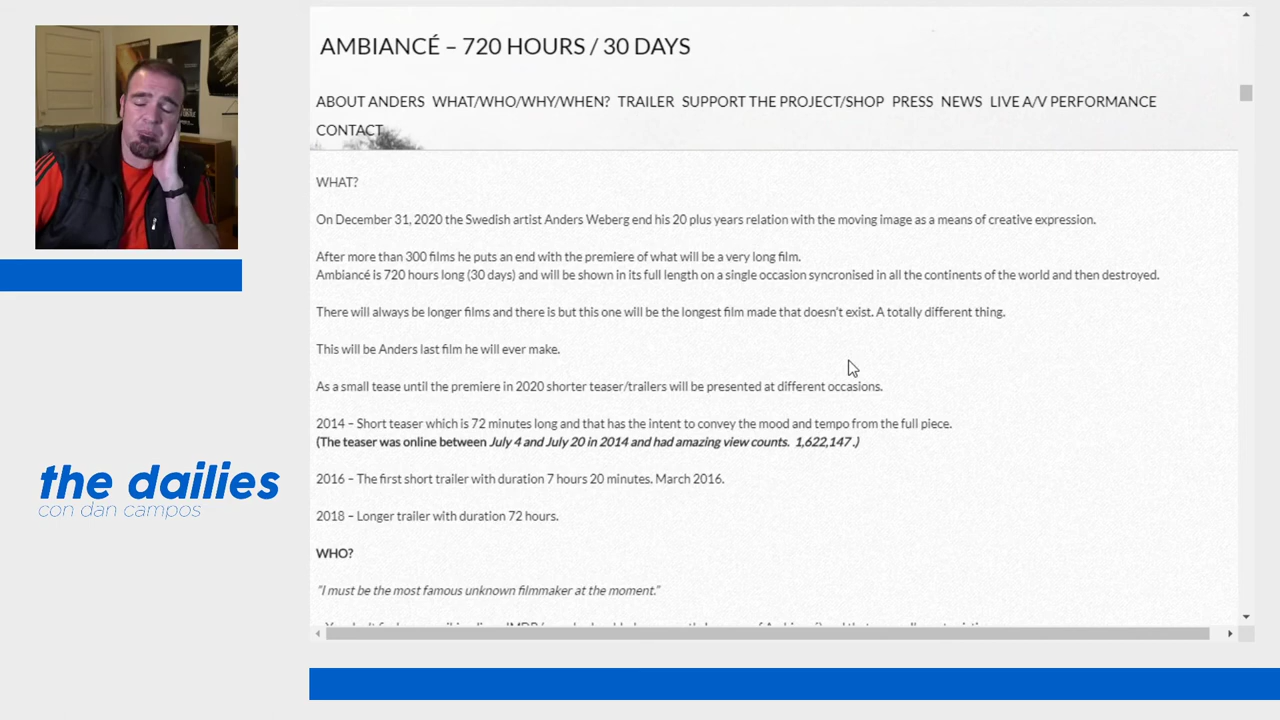 AMBIANCÉ – 720 HOURS / 30 DAYS
ABOUT ANDERS WHAT/WHO/WHY/WHEN? TRAILER SUPPORT THE PROJECT/SHOP PRESS NEWS LIVE A/V PERFORMANCE
CONTACT
WHAT?
On December 31, 2020 the Swedish artist Anders Weberg end his 20 plus years relation with the moving image as a means of creative expression.
After more than 300 films he puts an end with the premiere of what will be a very long film.
Ambiancé is 720 hours long (30 days) and will be shown in its full length on a single occasion syncronised in all the continents of the world and then destroyed.
There will always be longer films and there is but this one will be the longest film made that doesn't exist. A totally different thing.
This will be Anders last film he will ever make.
As a small tease until the premiere in 2020 shorter teaser/trailers will be presented at different occasions.
2014 – Short teaser which is 72 minutes long and that has the intent to convey the mood and tempo from the full piece.
(The teaser was online between July 4 and July 20 in 2014 and had amazing view counts. 1,622,147 .)
2016 – The first short trailer with duration 7 hours 20 minutes. March 2016.
2018 – Longer trailer with duration 72 hours.
WHO?
"I must be the most famous unknown filmmaker at the moment."
the dailies
con dan campos